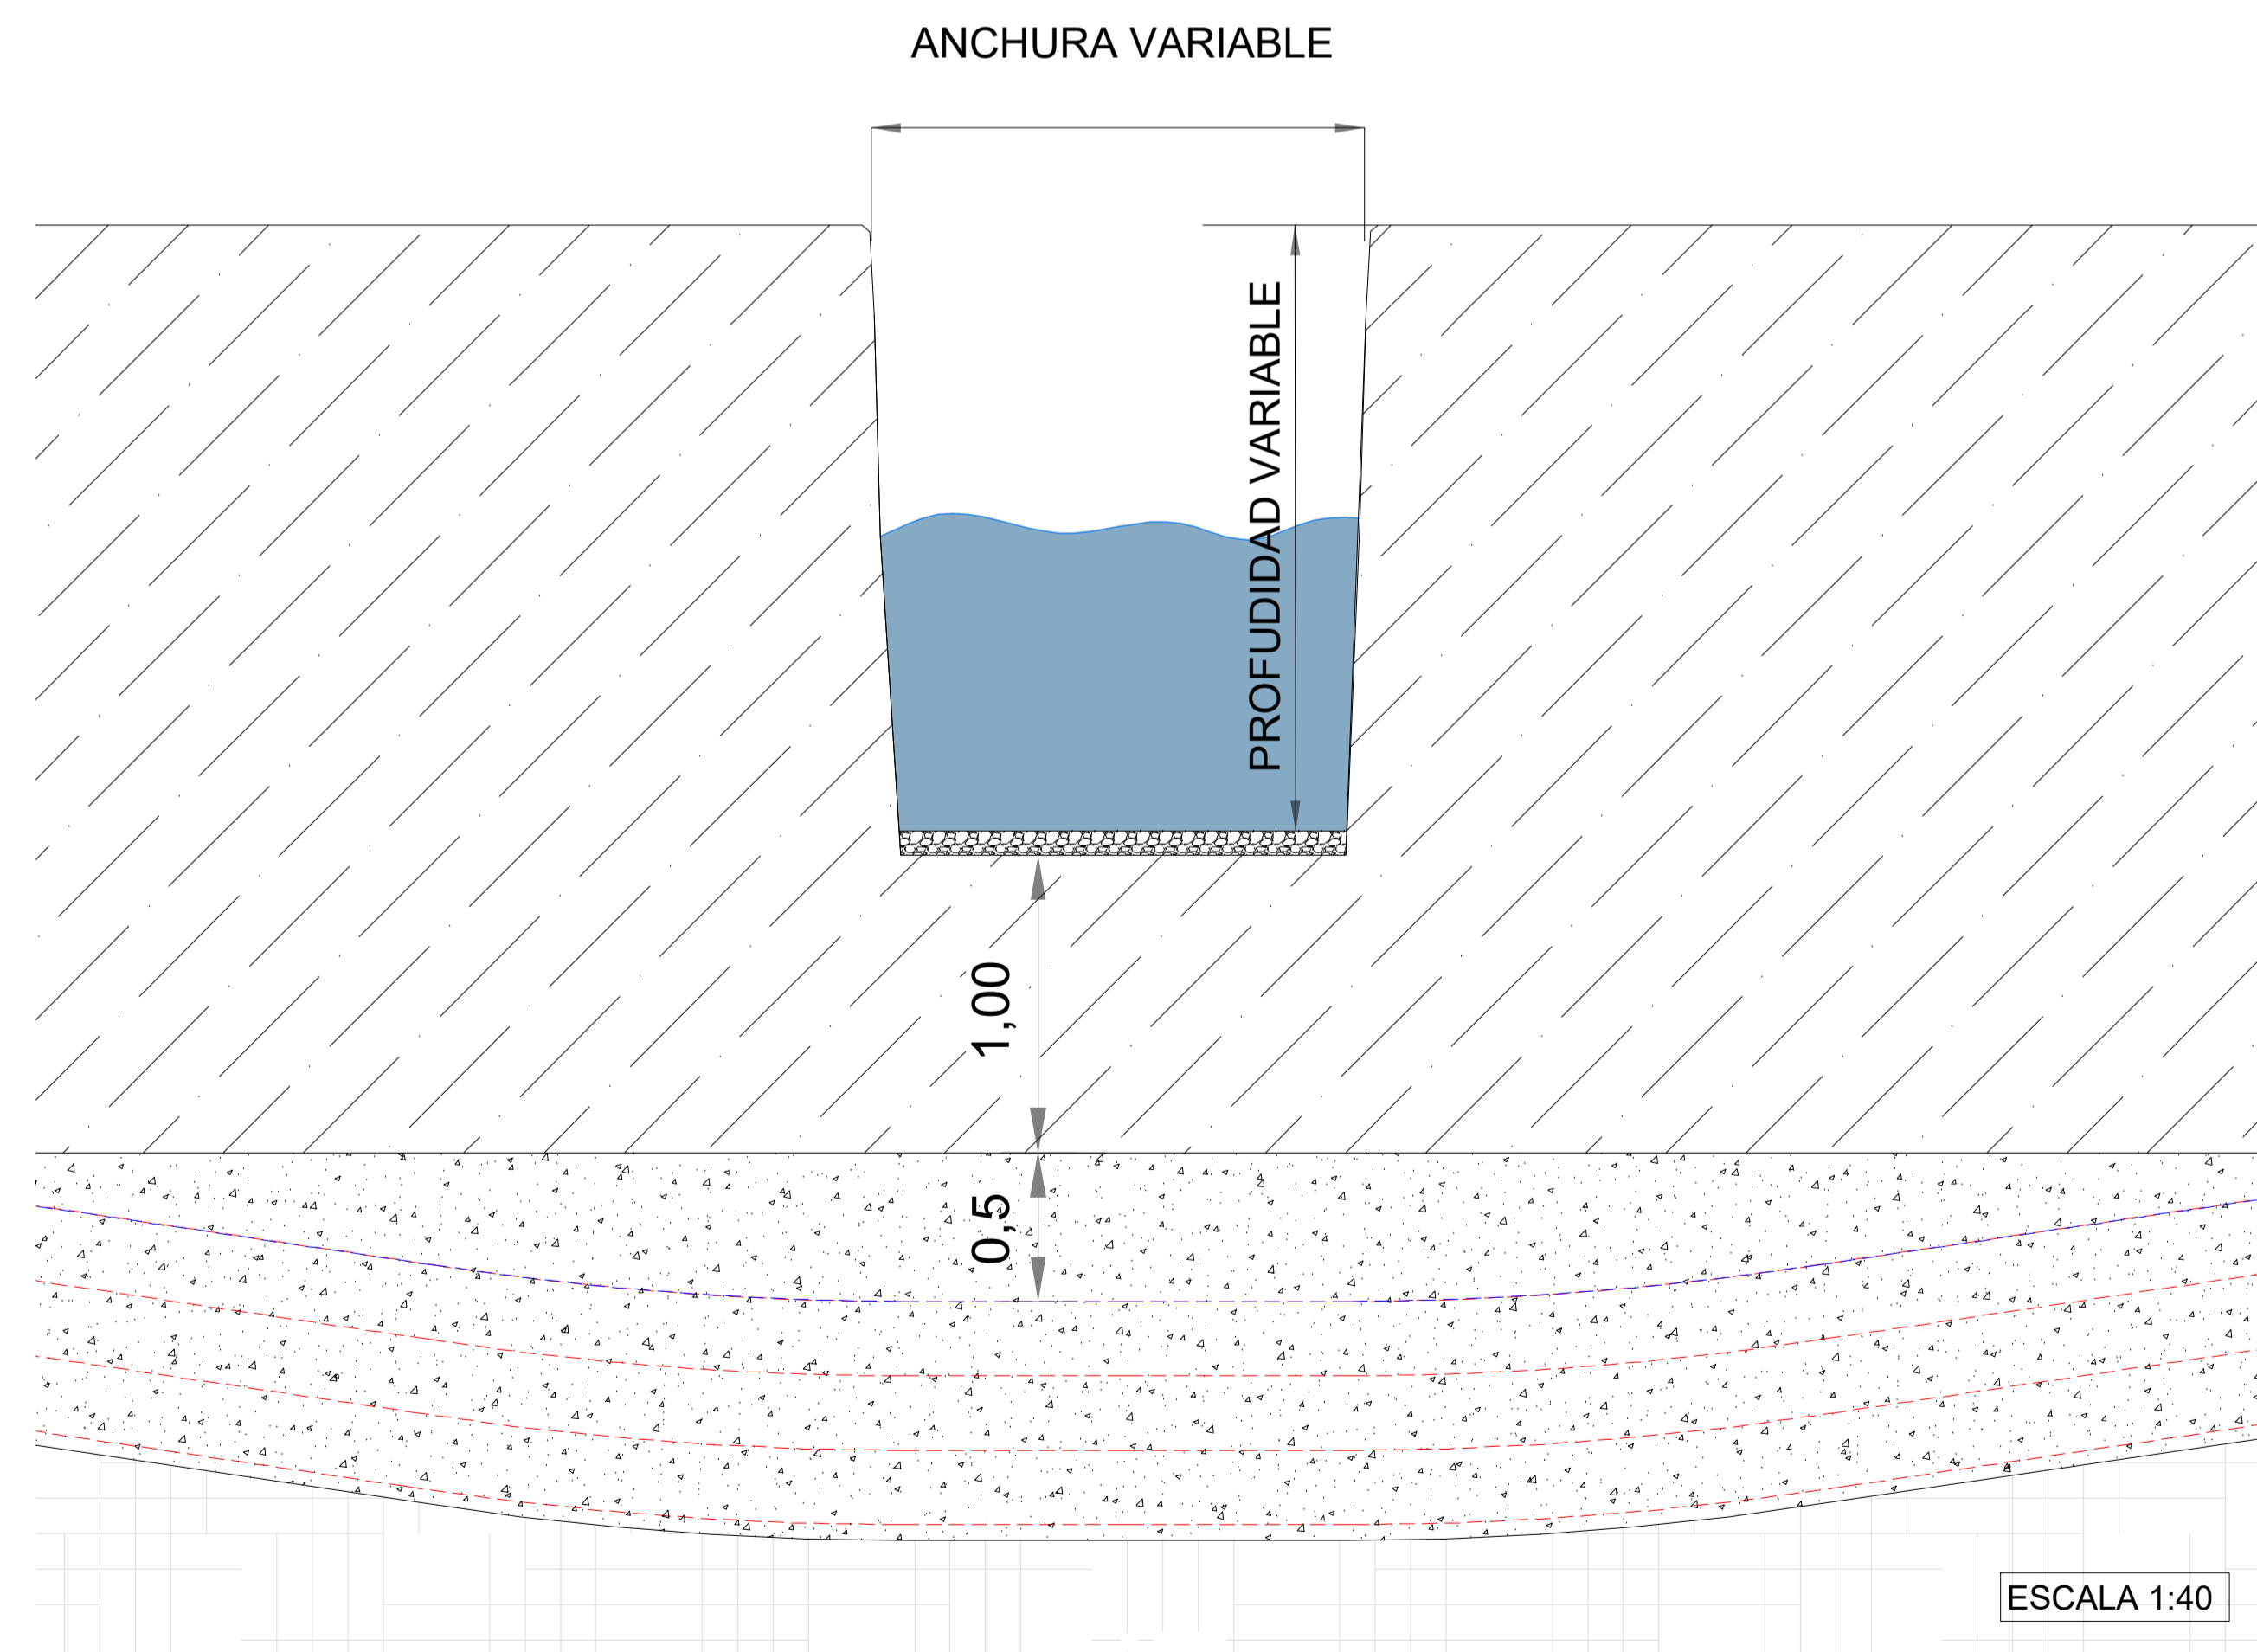 ANCHURA VARIABLE
PROFUDIDAD VARIABLE
1,00
0,5
ESCALA 1:40